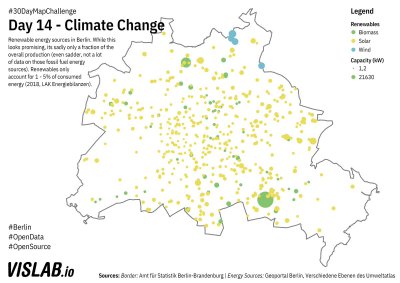 #30DayMapChallenge
Day 14 - Climate Change
Renewable energy sources in Berlin. While this
looks promising, its sadly only a fraction of the
overall production (even sadder, not a lot
of data on those fossil fuel energy
sources). Renewables only
account for 1 - 5% of consumed
energy (2018, LAK Energiebilanzen).
Legend
Renewables
Biomass
Solar
Wind
Capacity (kW)
1,2
21630
#Berlin
#OpenData
#OpenSource
VISLAB.io
Sources: Border: Amt für Statistik Berlin-Brandenburg | Energy Sources: Geoportal Berlin, Verschiedene Ebenen des Umweltatlas